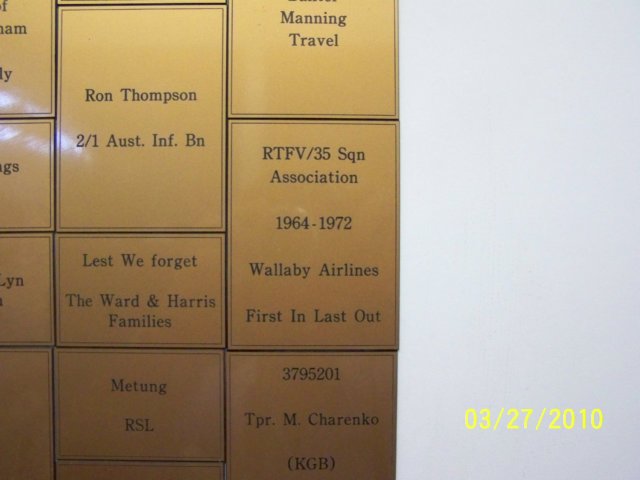 Manning
Travel
Ron Thompson
2/1 Aust. Inf. Bn
RTFV/35 Sqn
Association
1964-1972
Wallaby Airlines
First In Last Out
Lest We forget
The Ward & Harris
Families
Lyn
Metung
RSL
3795201
Tpr. M. Charenko
(KGB)
03/27/2010